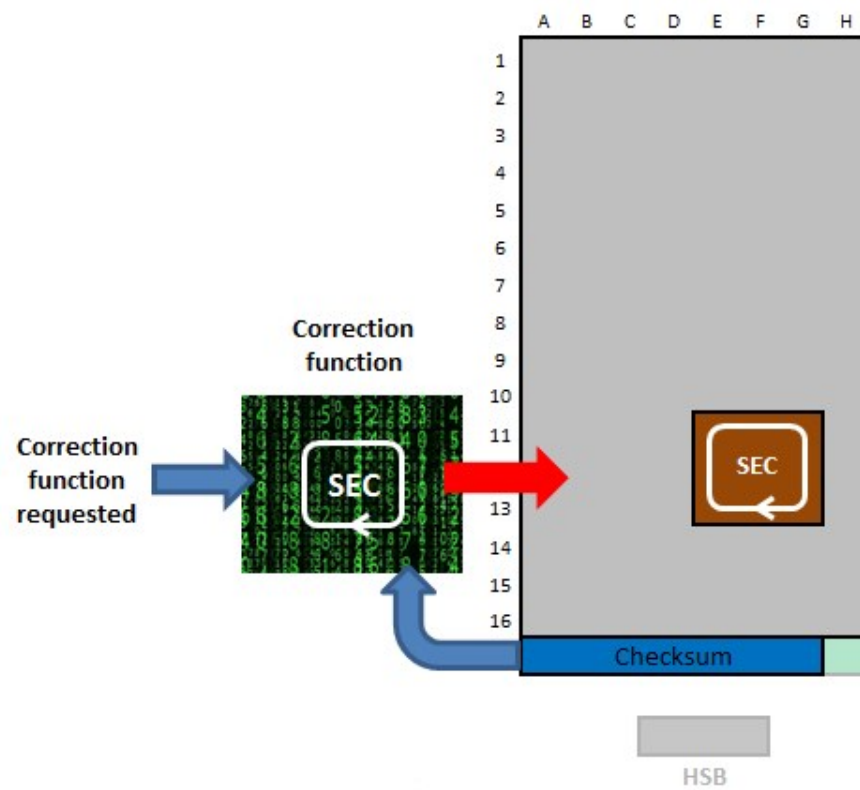 A B C D E F G H
1
2
3
4
5
6
7
8
9
10
11
13
14
15
16
Correction
function
Correction
function
requested
SEC
SEC
Checksum
HSB